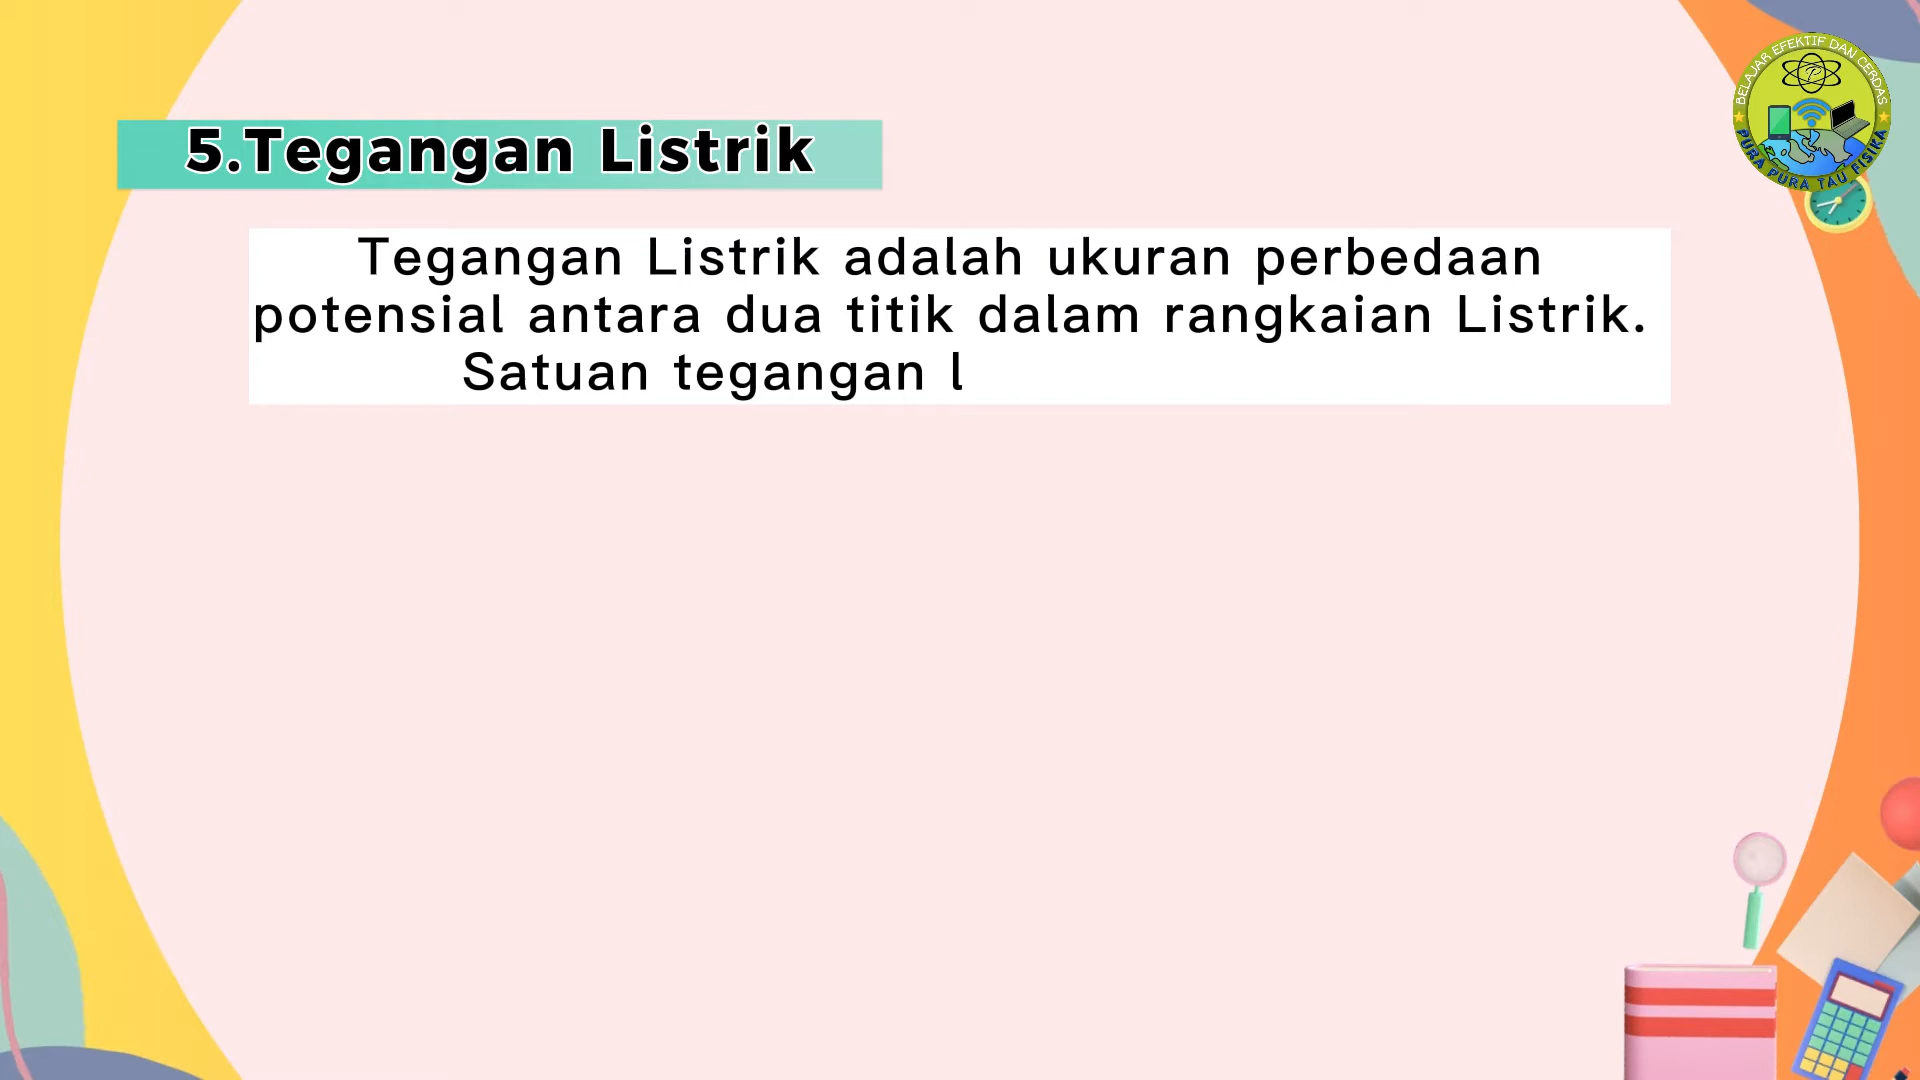 BELAJAR EFEKTIF DAN CERDAS
PURA PURA TAU FISIKA
5.Tegangan Listrik
Tegangan Listrik adalah ukuran perbedaan
potensial antara dua titik dalam rangkaian Listrik.
Satuan tegangan l